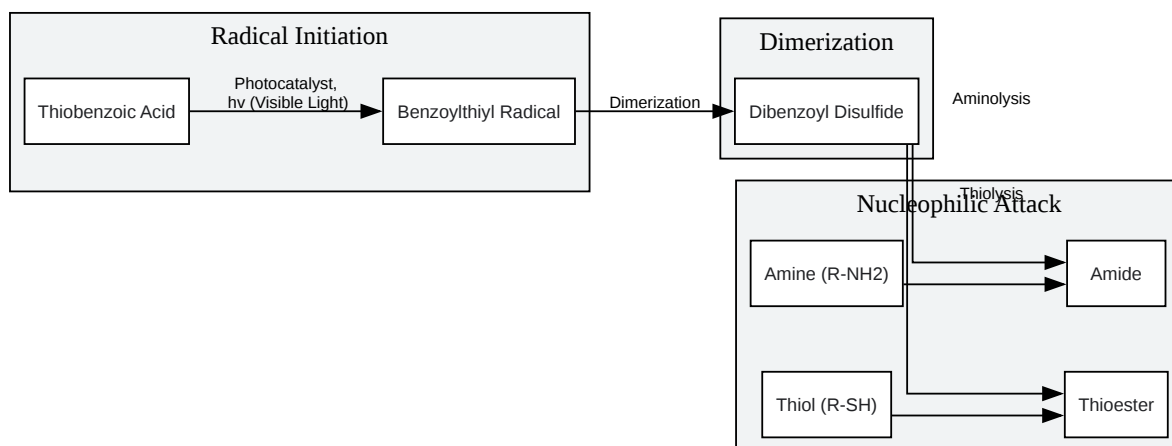 Radical Initiation
Thiobenzoic Acid
Photocatalyst,
hv (Visible Light)
Benzoylthiyl Radical
Dimerization
Dimerization
Dibenzoyl Disulfide
Aminolysis
Thiolysis
Nucleophilic Attack
Amine (R-NH2)
Amide
Thiol (R-SH)
Thioester